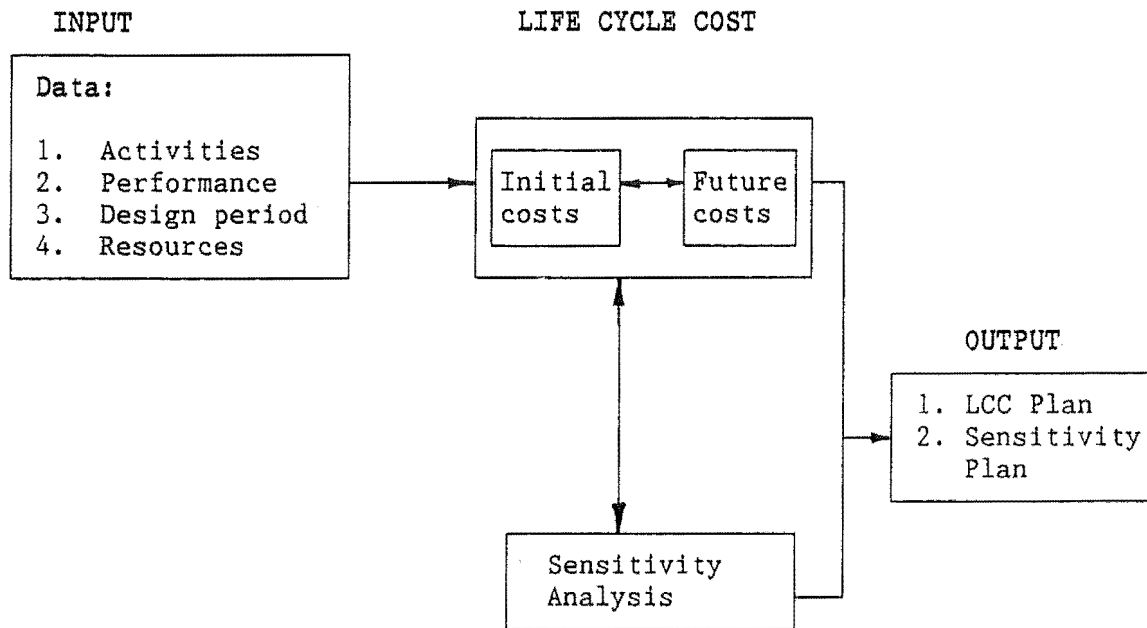 INPUT
LIFE CYCLE COST
Data:
1. Activities
2. Performance
3. Design period
4. Resources
Initial
costs
Future
costs
OUTPUT
1. LCC Plan
2. Sensitivity
Plan
Sensitivity
Analysis